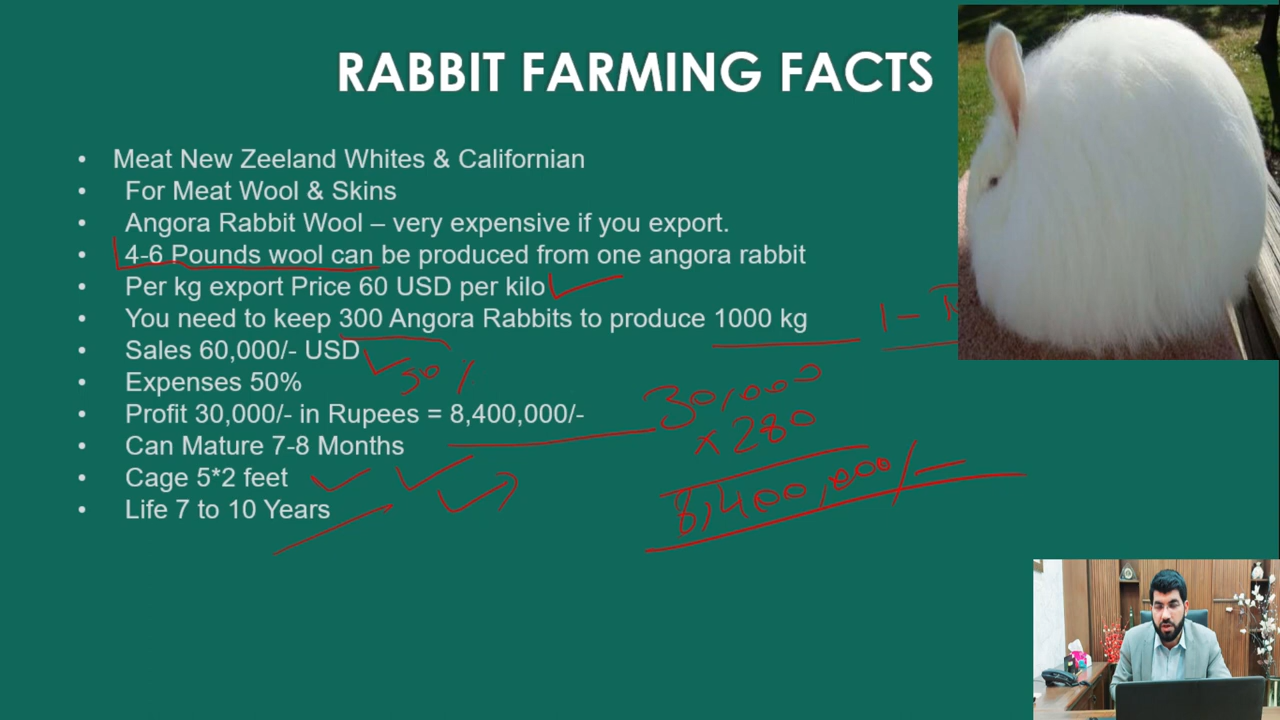 RABBIT FARMING FACTS
• Meat New Zeeland Whites & Californian
• For Meat Wool & Skins
• Angora Rabbit Wool – very expensive if you export.
• 4-6 Pounds wool can be produced from one angora rabbit
• Per kg export Price 60 USD per kilo
• You need to keep 300 Angora Rabbits to produce 1000 kg
1 –
• Sales 60,000/- USD
50%
• Expenses 50%
30,000
• Profit 30,000/- in Rupees = 8,400,000/-
× 280
• Can Mature 7-8 Months
• Cage 5*2 feet
8,400,000/-
• Life 7 to 10 Years